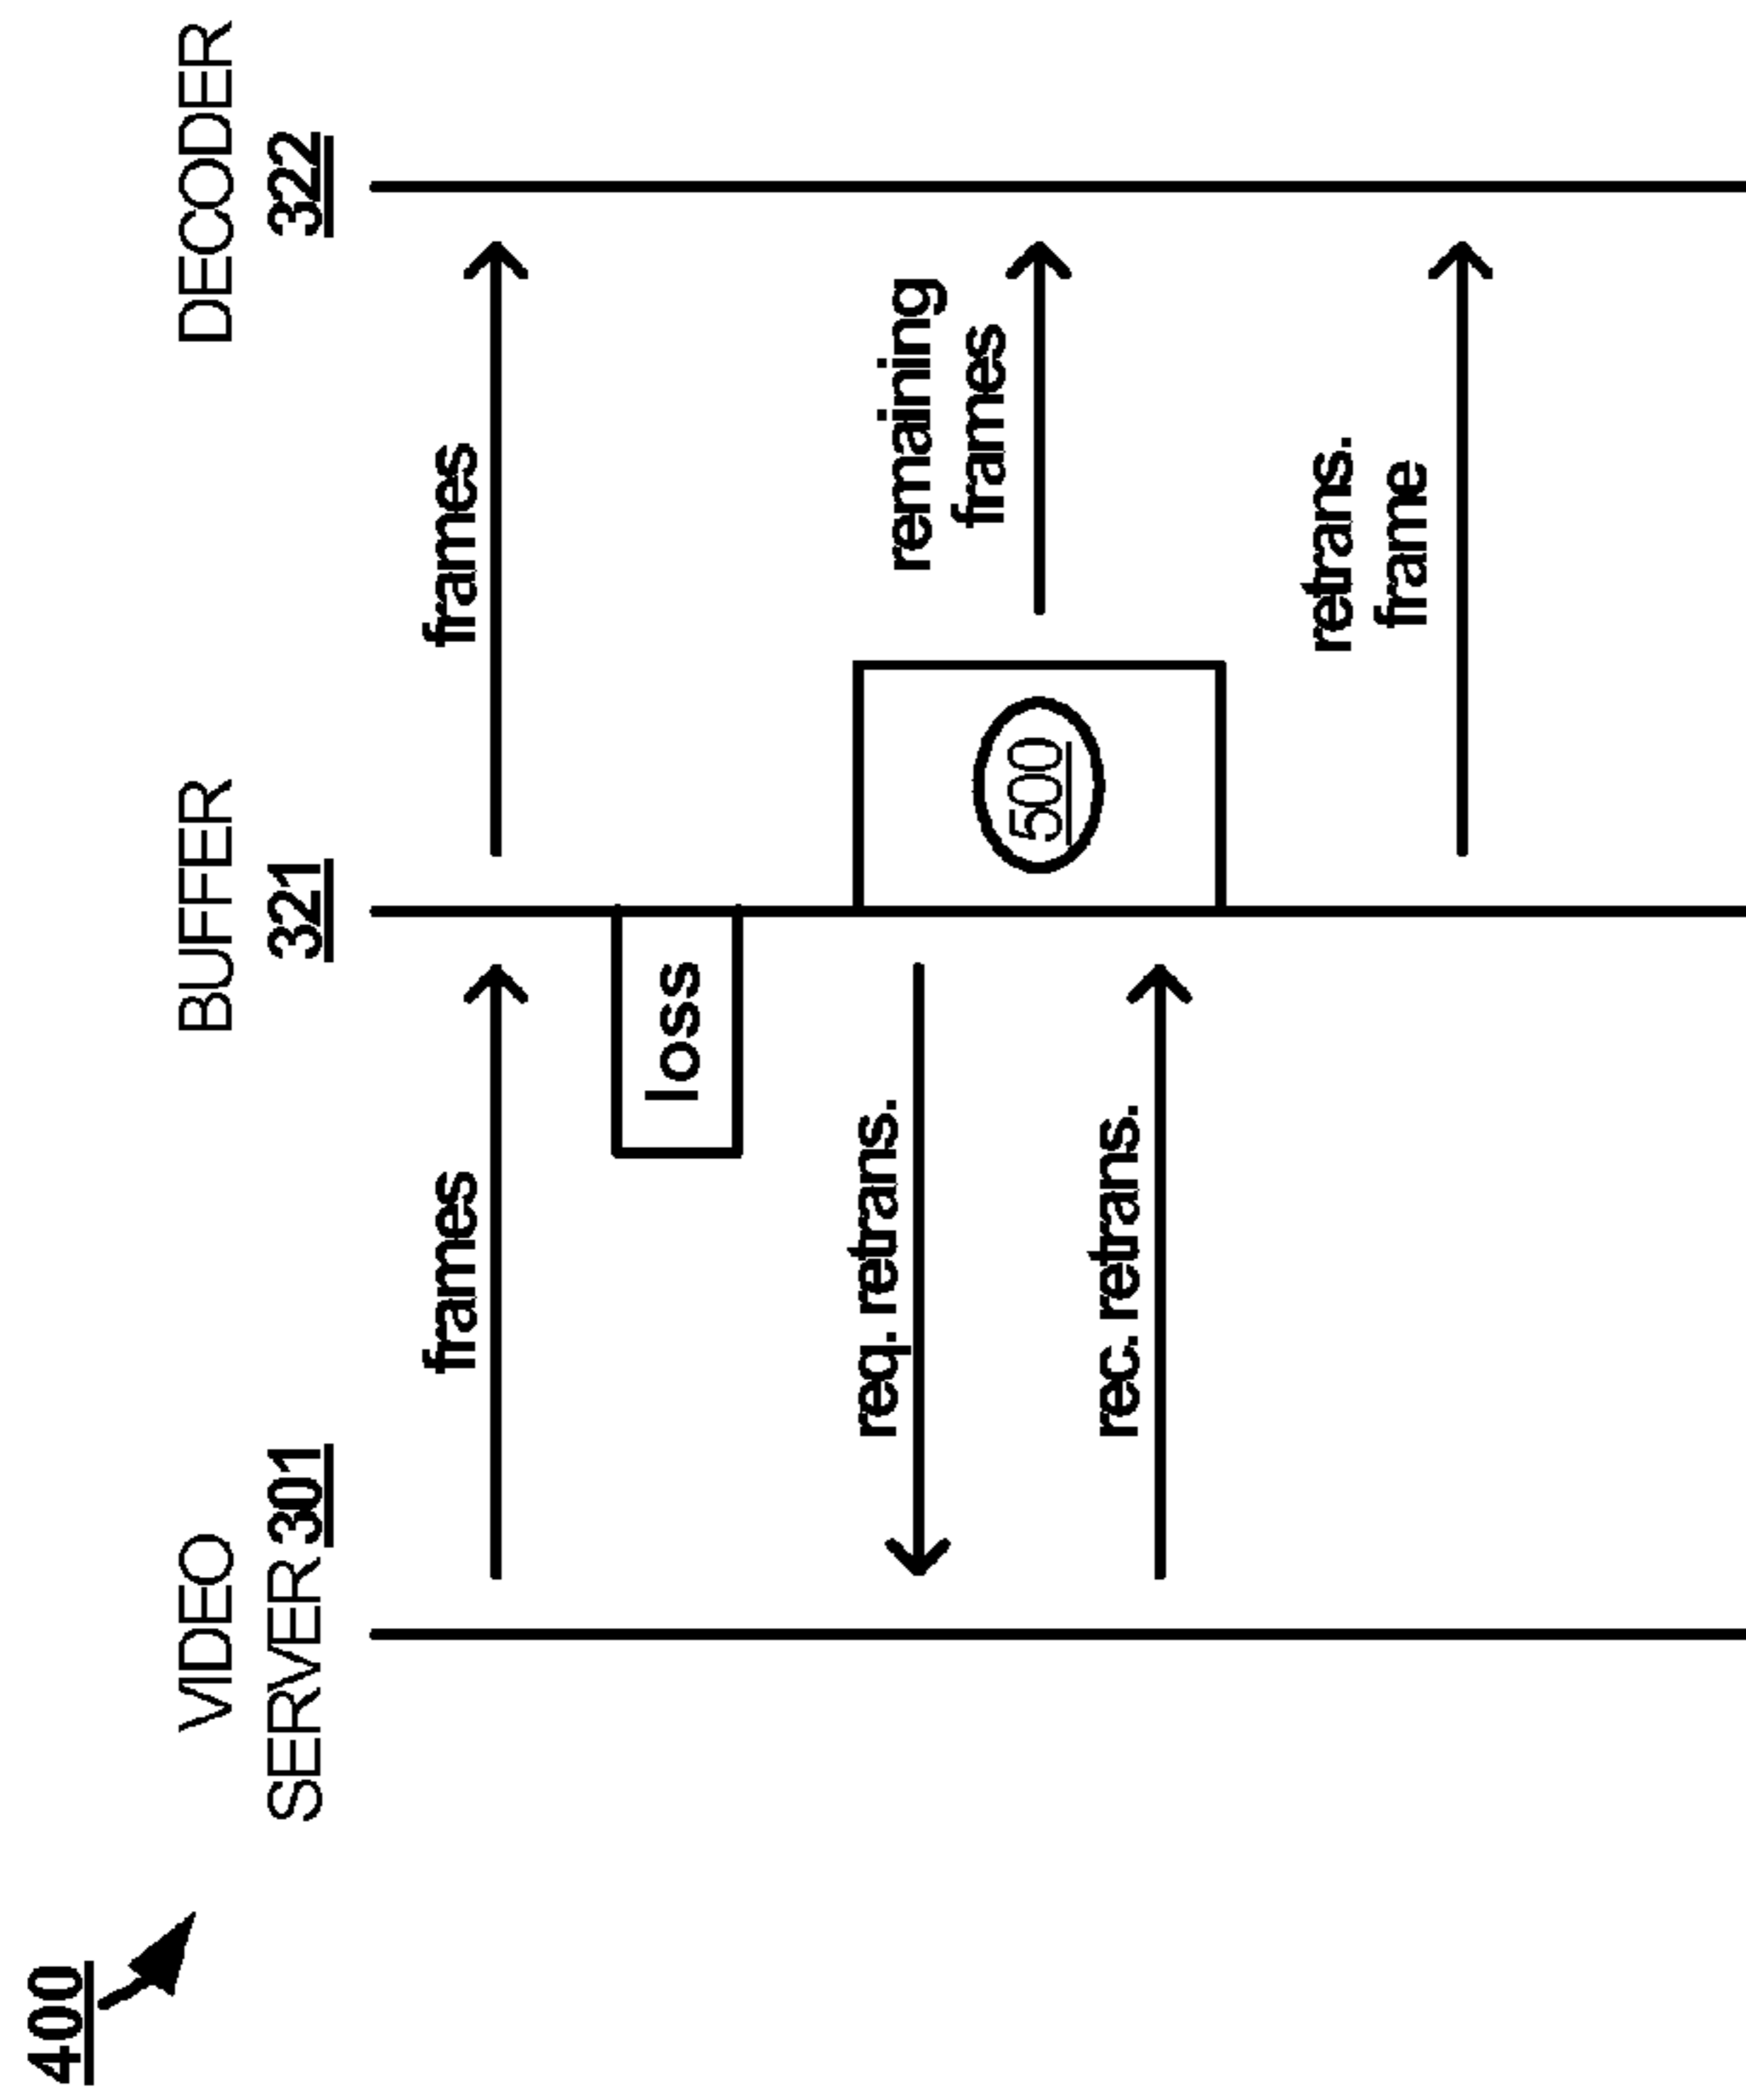 400
VIDEO
SERVER 301
BUFFER
321
DECODER
322
frames
frames
loss
req. retrans.
500
remaining
frames
rec. retrans.
retrans.
frame